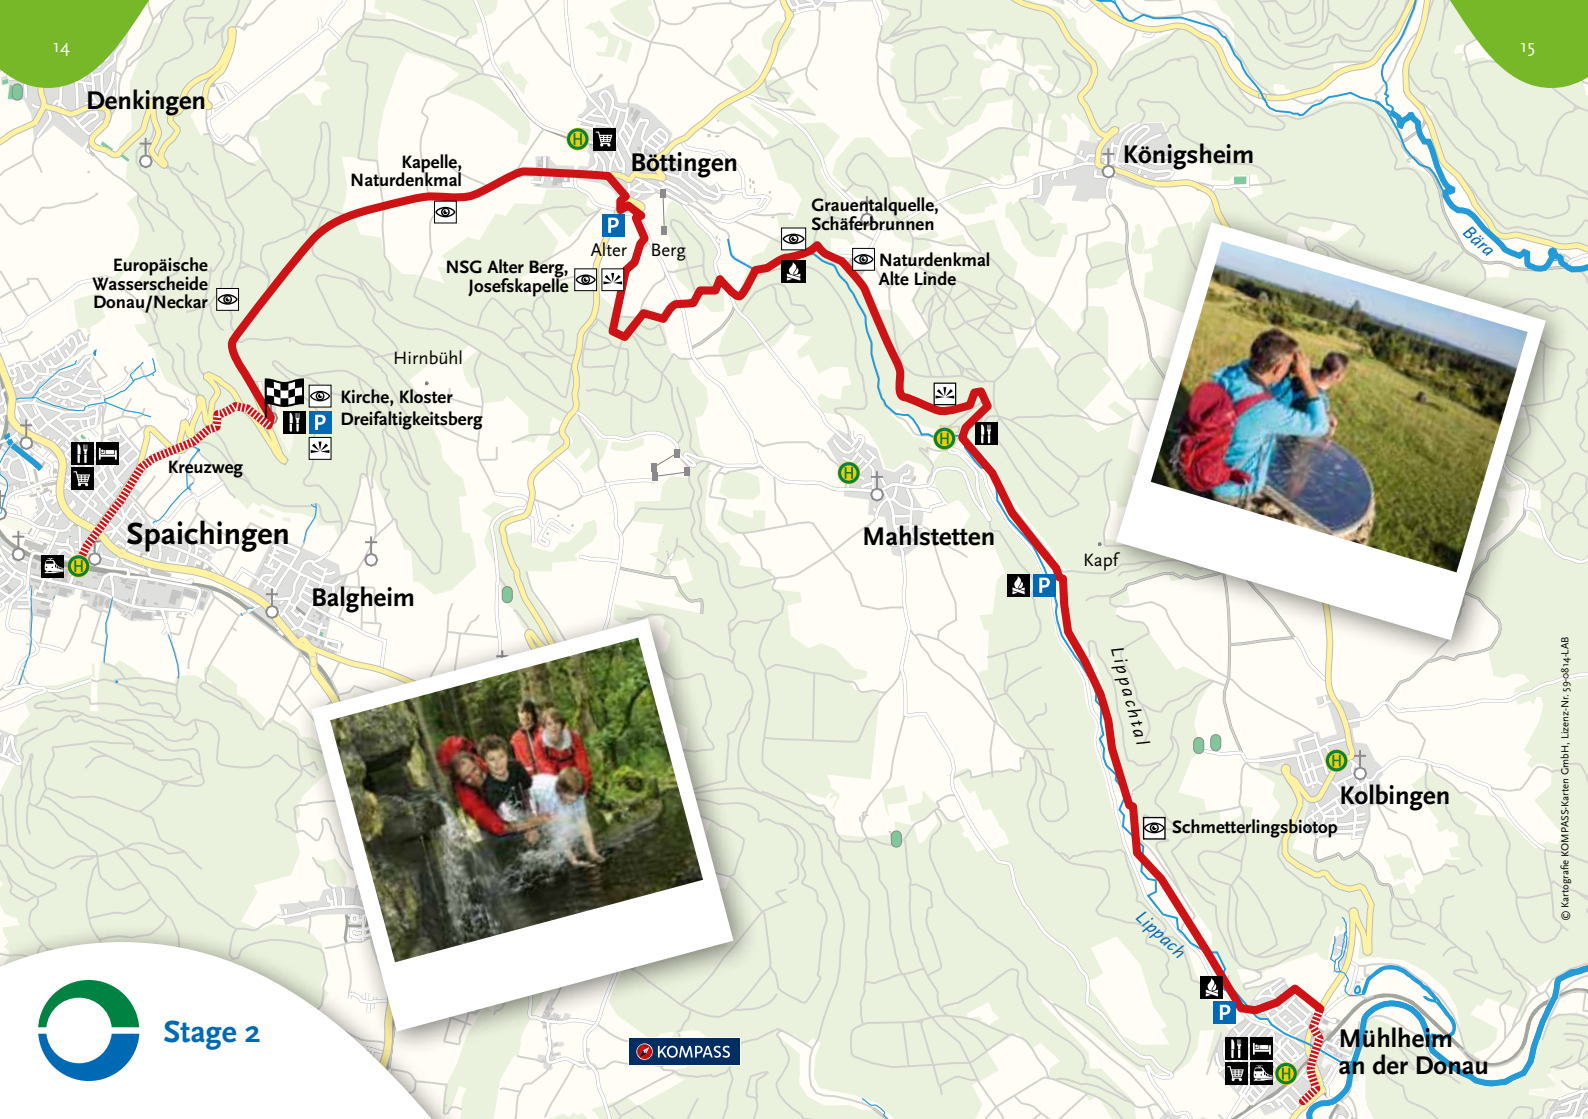 14
15
Denkingen
Kapelle,
Naturdenkmal
Böttingen
Königsheim
Grauentalquelle,
Schäferbrunnen
Bära
H
P
Alter
Berg
NSG Alter Berg,
Josefskapelle
Naturdenkmal
Alte Linde
Europäische
Wasserscheide
Donau/Neckar
Hirnbühl
Kirche, Kloster
P
Dreifaltigkeitsberg
Kreuzweg
H
H
Spaichingen
Mahlstetten
H
Kapf
P
Balgheim
Lippachtal
H
Kolbingen
Schmetterlingsbiotop
Lippach
P
Mühlheim
an der Donau
H
Stage 2
KOMPASS
© Kartografie KOMPASS-Karten GmbH, Lizenz-Nr. 59-0814-LAB